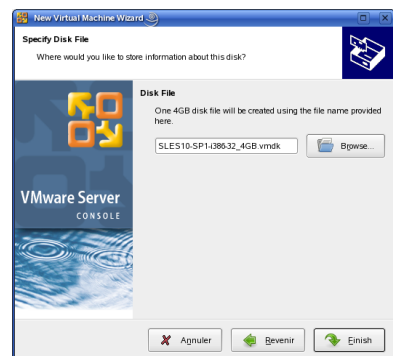 New Virtual Machine Wizard
Specify Disk File
Where would you like to store information about this disk?
VMware Server
CONSOLE
Disk File
One 4GB disk file will be created using the file name provided
here.
SLES10-SP1-i386-32_4GB.vmdk
Browse...
Annuler
Revenir
Finish